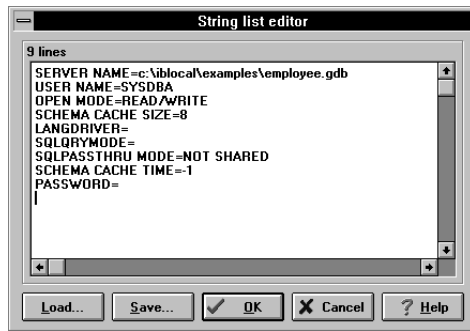 String list editor
9 lines
SERVER NAME=c:\iblocal\examples\employee.gdb
USER NAME=SYSDBA
OPEN MODE=READ/WRITE
SCHEMA CACHE SIZE=8
LANGDRIVER=
SQLQRYMODE=
SQLPASSTHRU MODE=NOT SHARED
SCHEMA CACHE TIME=-1
PASSWORD=
Load... Save... OK Cancel ? Help